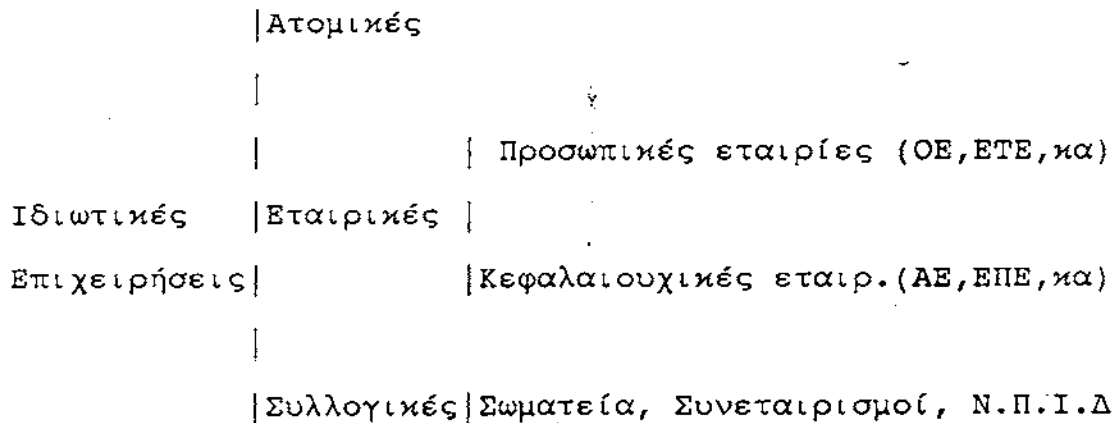 |Ατομικές
| Προσωπικές εταιρίες (ΟΕ,ΕΤΕ,κα)
Ιδιωτικές |Εταιρικές |
Επιχειρήσεις| |Κεφαλαιουχικές εταιρ.(ΑΕ,ΕΠΕ,κα)
|Συλλογικές|Σωματεία, Συνεταιρισμοί, Ν.Π.Ι.Δ